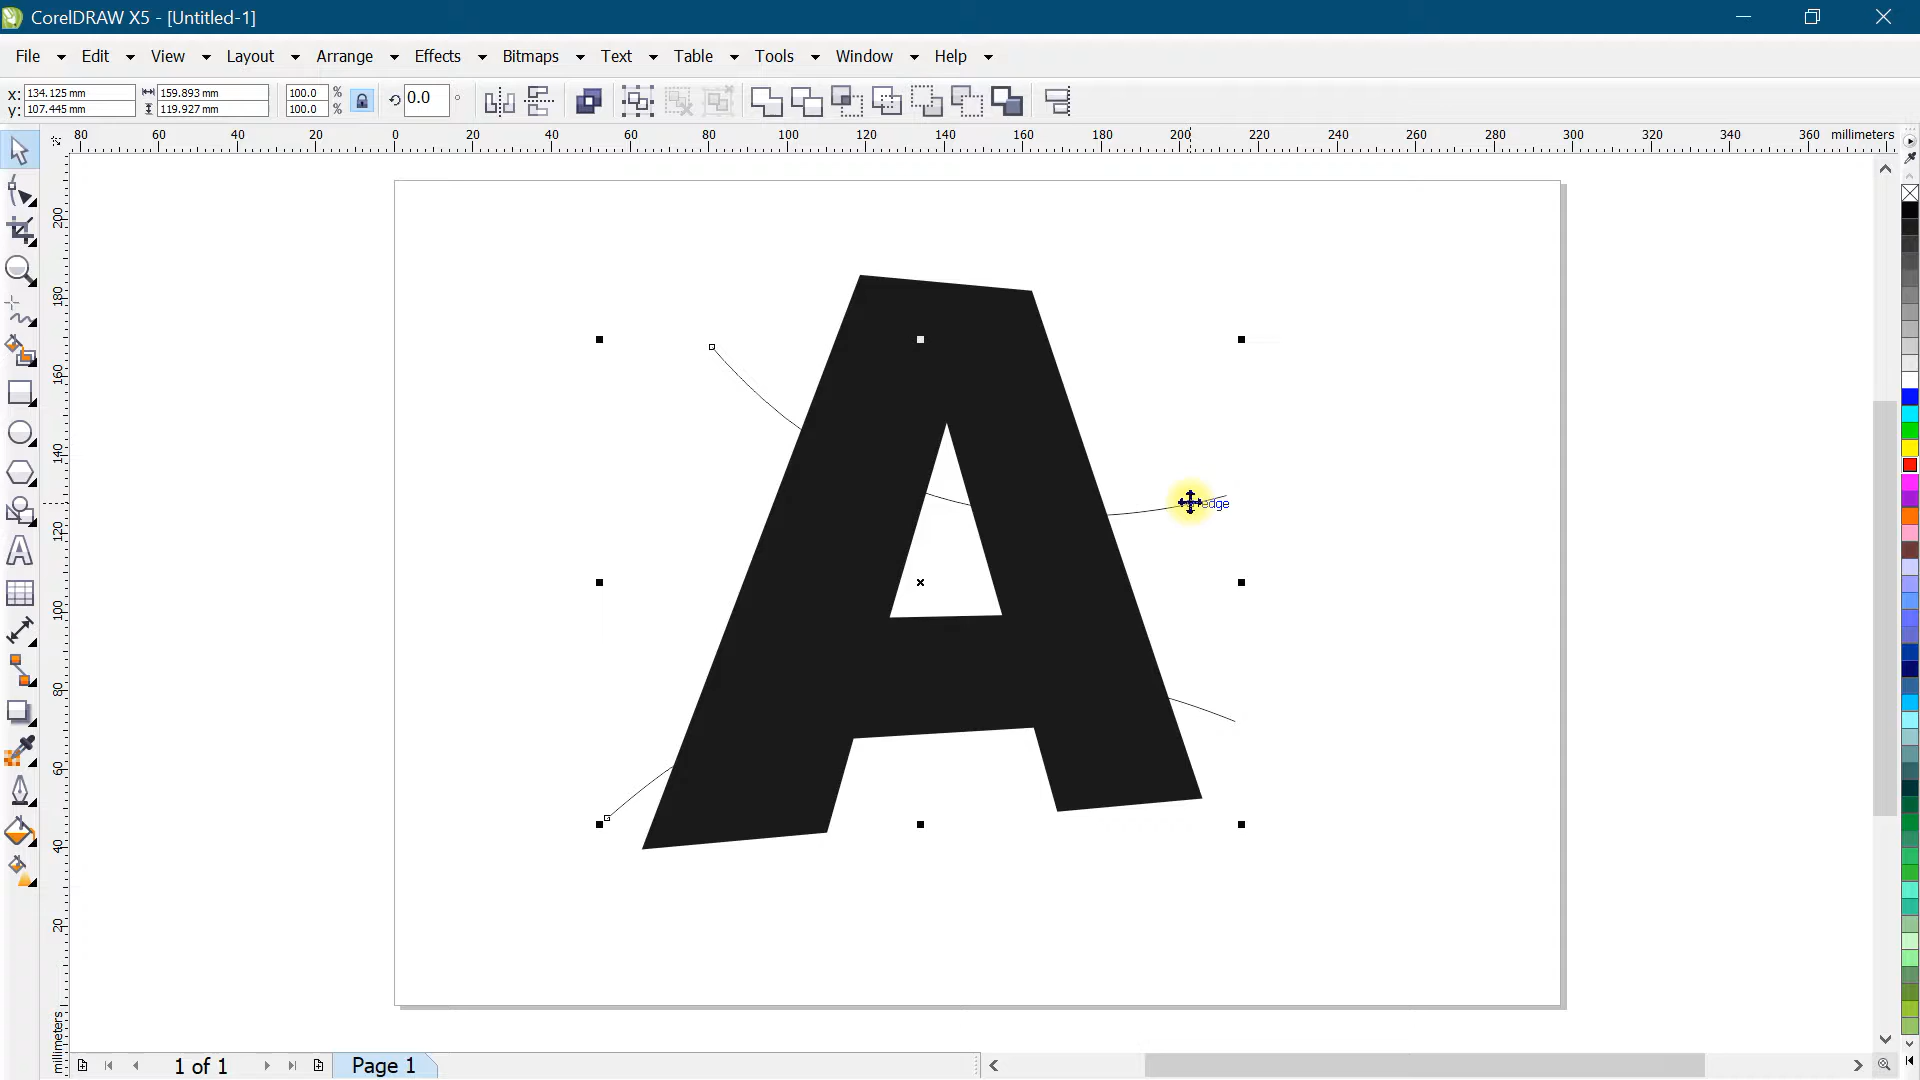 CorelDRAW X5 - [Untitled-1]
File Edit View Layout Arrange Effects Bitmaps Text Table Tools Window Help
x: 134.125 mm 159.893 mm 100.0 % 0.0 °
y: 107.445 mm 119.927 mm 100.0 %
80 60 40 20 0 20 40 60 80 100 120 140 160 180 200 220 240 260 280 300 320 340 360 millimeters
200
180
160
140
120
100
80
60
40
20
millimeters
A
edge
1 of 1 Page 1